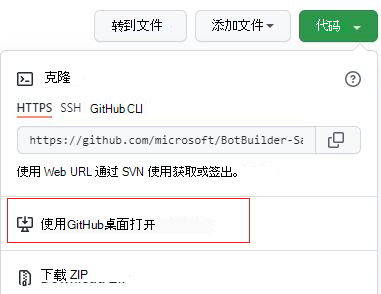 转到文件
添加文件
代码
克隆
HTTPS SSH GitHub CLI
https://github.com/microsoft/BotBuilder-Sa
使用 Web URL 通过 SVN 使用获取或签出。
使用GitHub桌面打开
下载 ZIP